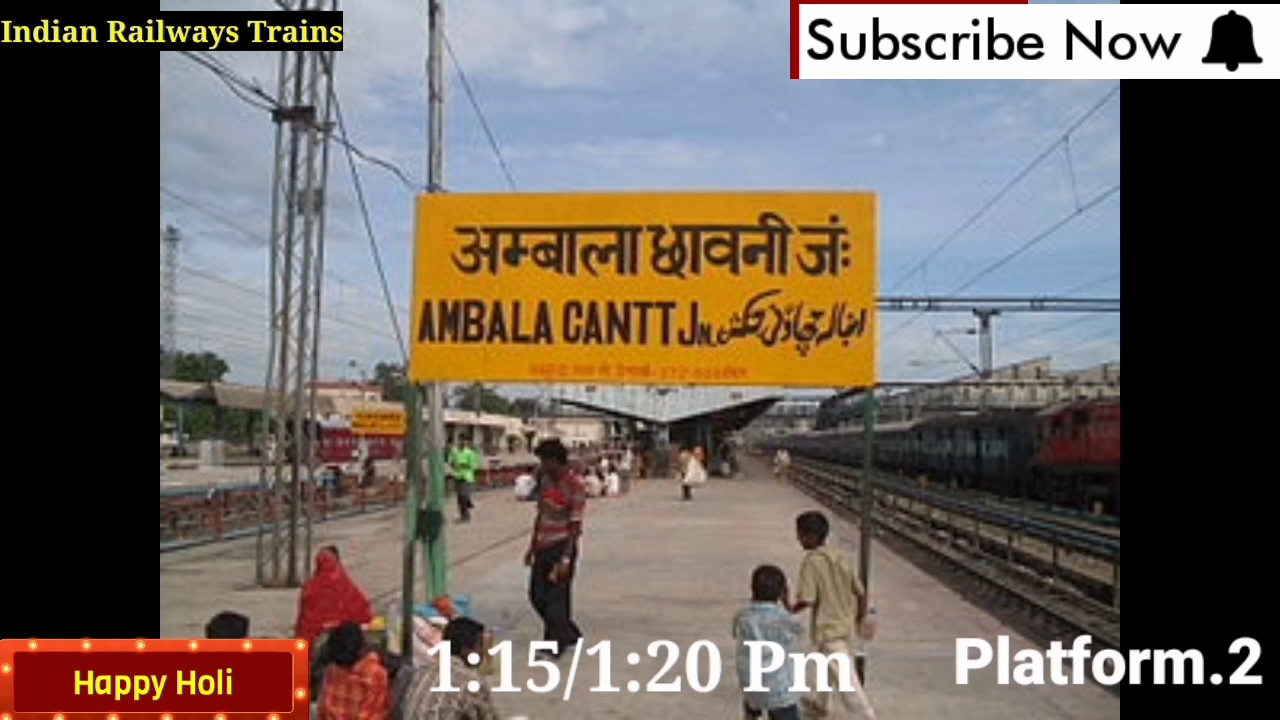 Indian Railways Trains
Subscribe Now
अम्बाला छावनी जं॰
AMBALA CANTT JN.
انبالہ چھاؤنی جنکشن
Happy Holi
1:15/1:20 Pm
Platform.2